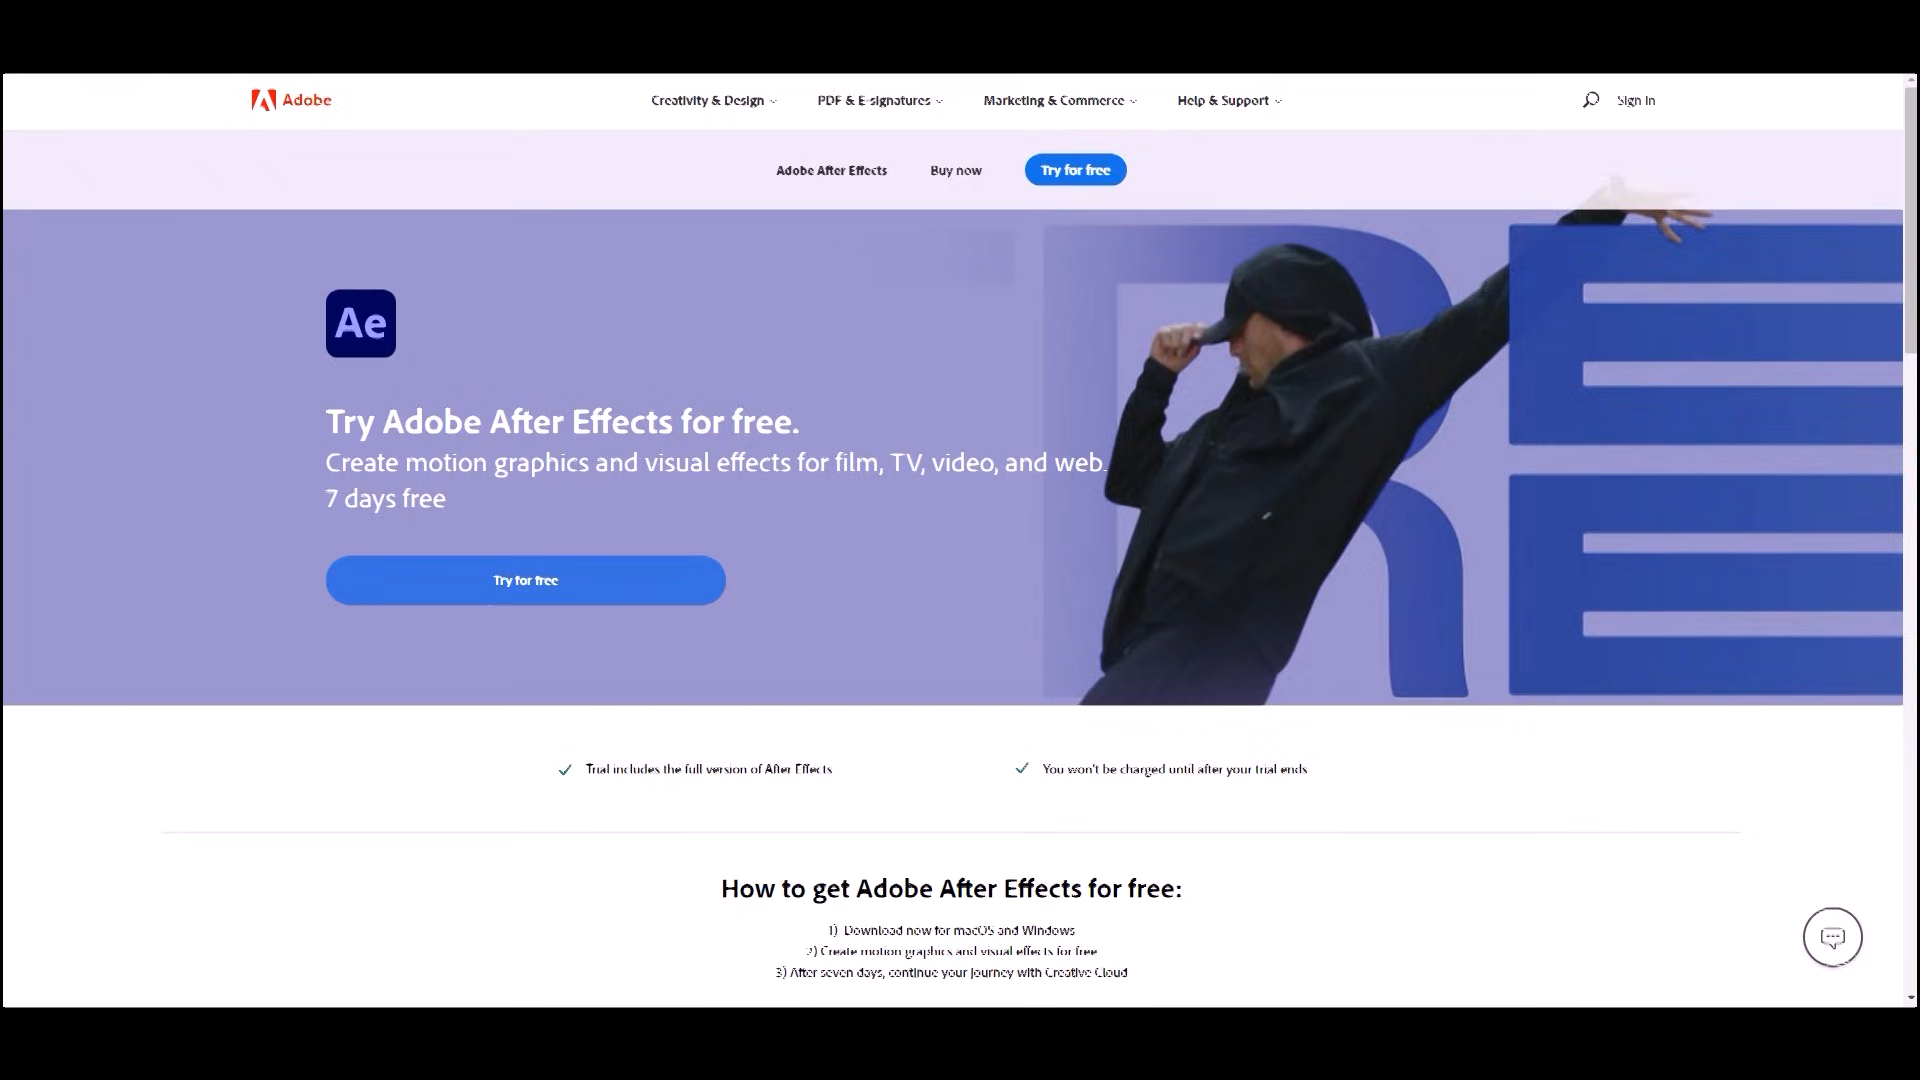 Adobe
Creativity & Design
PDF & E-signatures
Marketing & Commerce
Help & Support
Sign in
Adobe After Effects
Buy now
Try for free
RE
Ae
Try Adobe After Effects for free.
Create motion graphics and visual effects for film, TV, video, and web.
7 days free
Try for free
Trial includes the full version of After Effects
You won't be charged until after your trial ends
How to get Adobe After Effects for free:
1) Download now for macOS and Windows
2) Create motion graphics and visual effects for free
3) After seven days, continue your journey with Creative Cloud